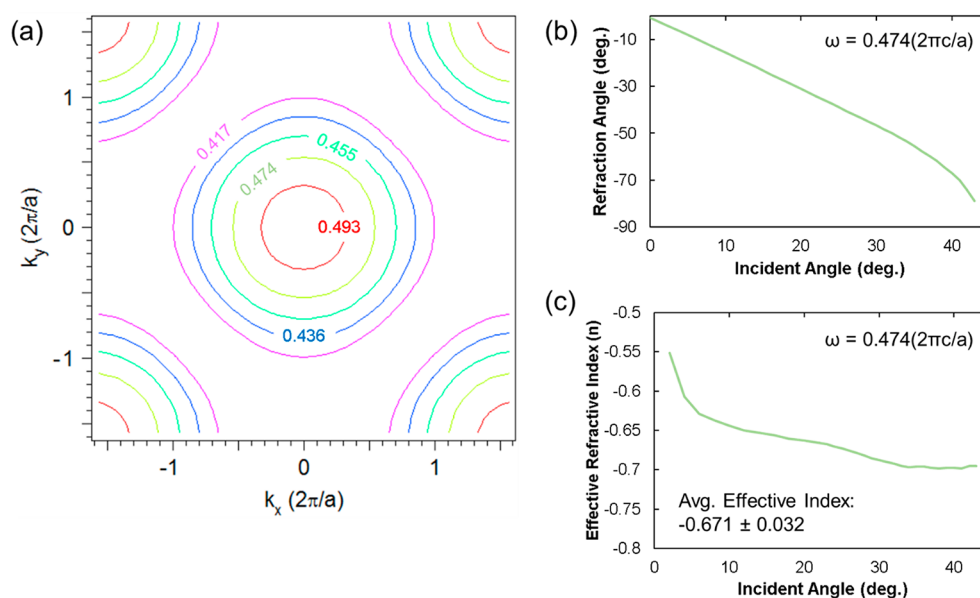 (a)
1
0
-1
k_y (2π/a)
0.417
0.455
0.474
0.493
0.436
-1
0
1
k_x (2π/a)
(b)
ω = 0.474(2πc/a)
-10
-30
-50
-70
-90
Refraction Angle (deg.)
0
10
20
30
40
Incident Angle (deg.)
(c)
ω = 0.474(2πc/a)
-0.5
-0.55
-0.6
-0.65
-0.7
-0.75
-0.8
Effective Refractive Index (n)
Avg. Effective Index:
-0.671 ± 0.032
0
10
20
30
40
Incident Angle (deg.)